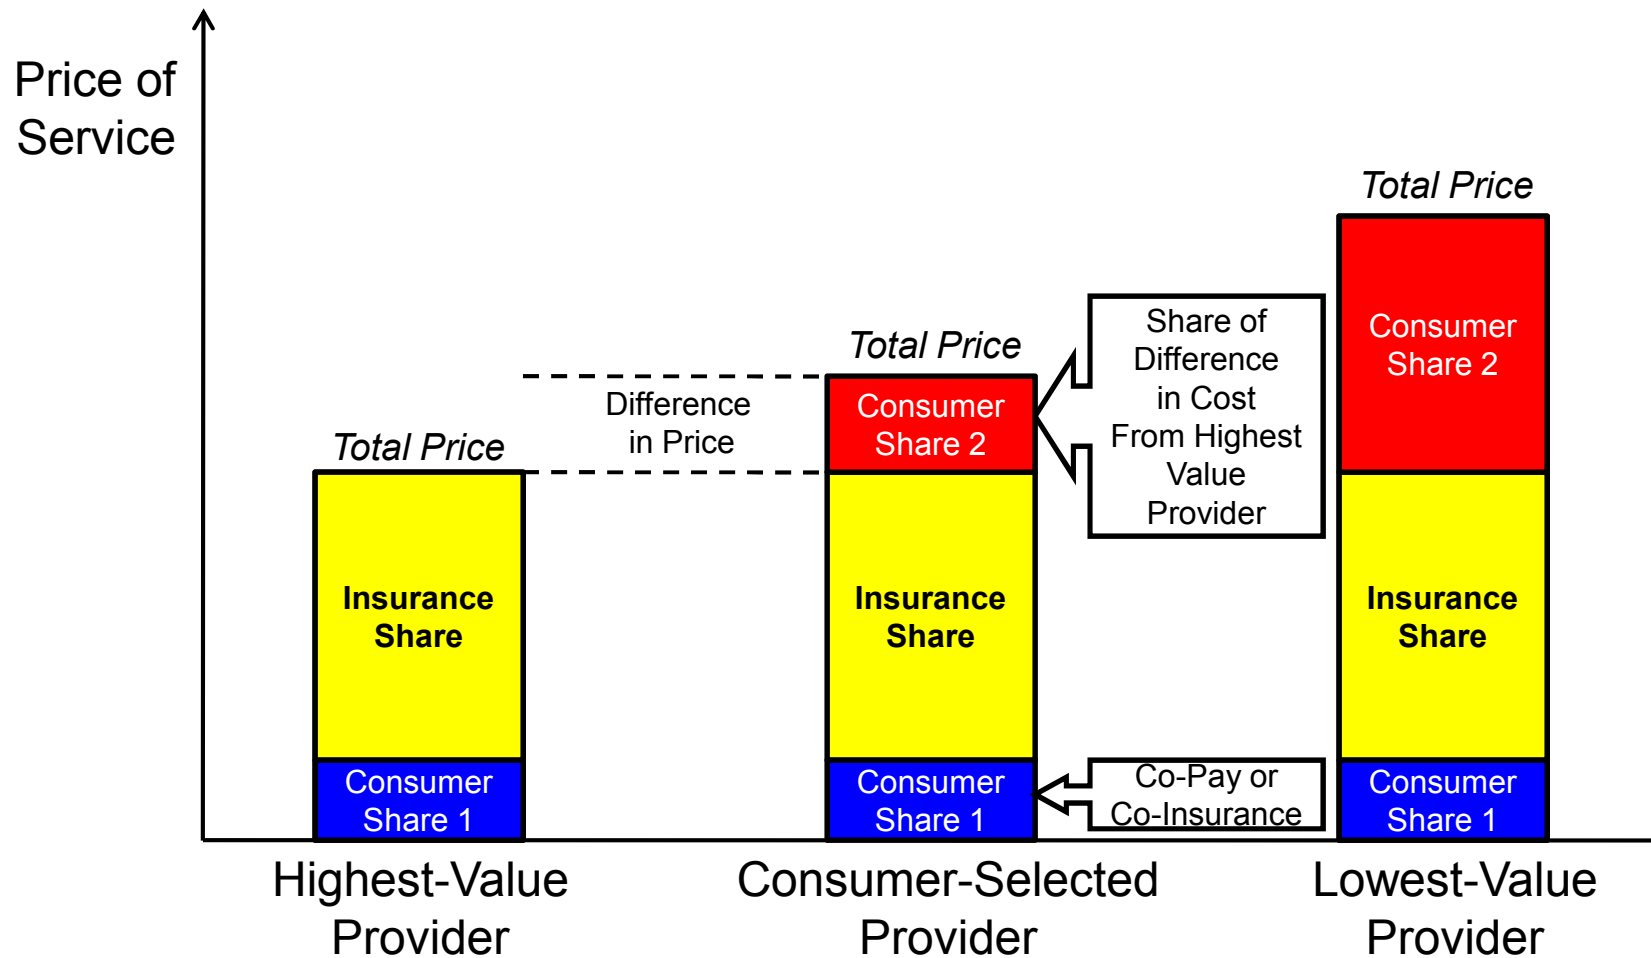 Price of
Service
Total Price
Insurance
Share
Consumer
Share 1
Difference
in Price
Total Price
Consumer
Share 2
Insurance
Share
Consumer
Share 1
Share of
Difference
in Cost
From Highest
Value
Provider
Co-Pay or
Co-Insurance
Total Price
Consumer
Share 2
Insurance
Share
Consumer
Share 1
Highest-Value
Provider
Consumer-Selected
Provider
Lowest-Value
Provider